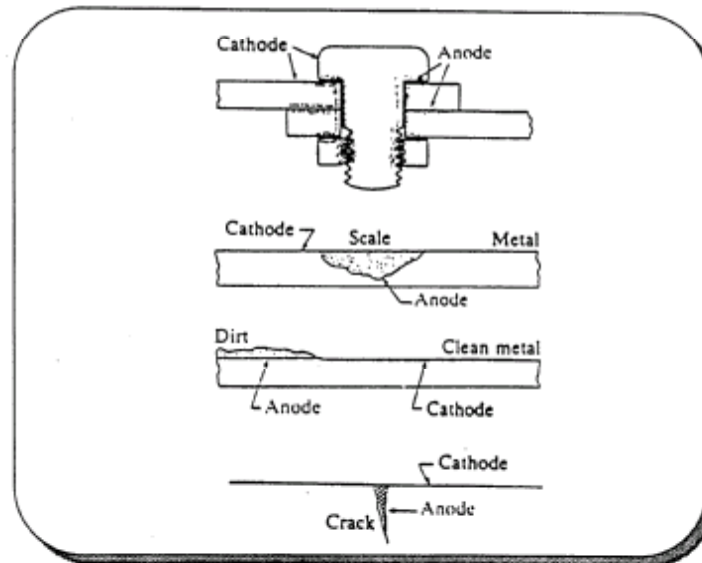 Cathode
Anode
Cathode Scale Metal
Anode
Dirt
Clean metal
Anode Cathode
Cathode
Crack Anode